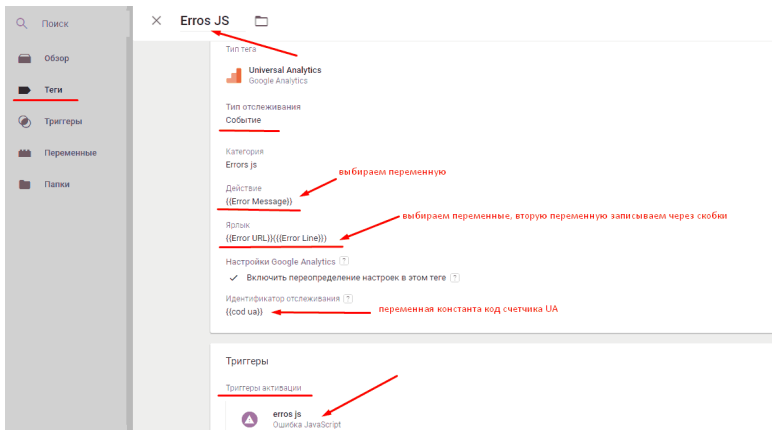 Поиск
Обзор
Теги
Триггеры
Переменные
Папки
Erros JS
Тип тега
Universal Analytics
Google Analytics
Тип отслеживания
Событие
Категория
Errors js
выбираем переменную
Действие
{{Error Message}}
выбираем переменные, вторую переменную записываем через скобки
Ярлык
{{Error URL}}({{Error Line}})
Настройки Google Analytics ?
Включить переопределение настроек в этом теге ?
Идентификатор отслеживания ?
{{cod ua}}
переменная константа код счетчика UA
Триггеры
Триггеры активации
erros js
Ошибка JavaScript